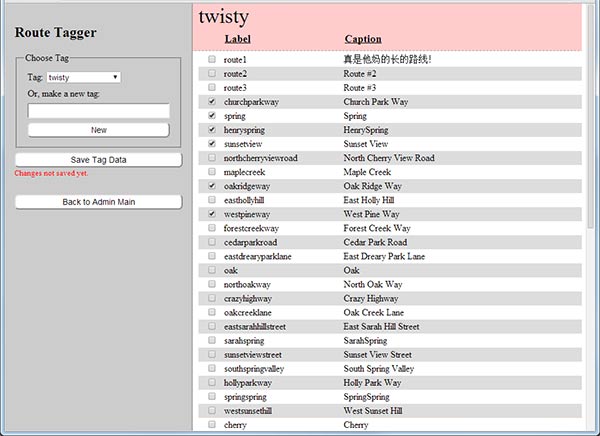 Route Tagger
Choose Tag
Tag: twisty
Or, make a new tag:
New
Save Tag Data
Changes not saved yet.
Back to Admin Main
twisty
Label Caption
route1 真是他妈的长的路线!
route2 Route #2
route3 Route #3
churchparkway Church Park Way
spring Spring
henryspring HenrySpring
sunsetview Sunset View
northcherryviewroad North Cherry View Road
maplecreek Maple Creek
oakridgeway Oak Ridge Way
easthollyhill East Holly Hill
westpineway West Pine Way
forestcreekway Forest Creek Way
cedarparkroad Cedar Park Road
eastdrearyparklane East Dreary Park Lane
oak Oak
northoakway North Oak Way
crazyhighway Crazy Highway
oakcreeklane Oak Creek Lane
eastsarahhillstreet East Sarah Hill Street
sarahspring SarahSpring
sunsetviewstreet Sunset View Street
southspringvalley South Spring Valley
hollyparkway Holly Park Way
springspring SpringSpring
westsunsethill West Sunset Hill
cherry Cherry